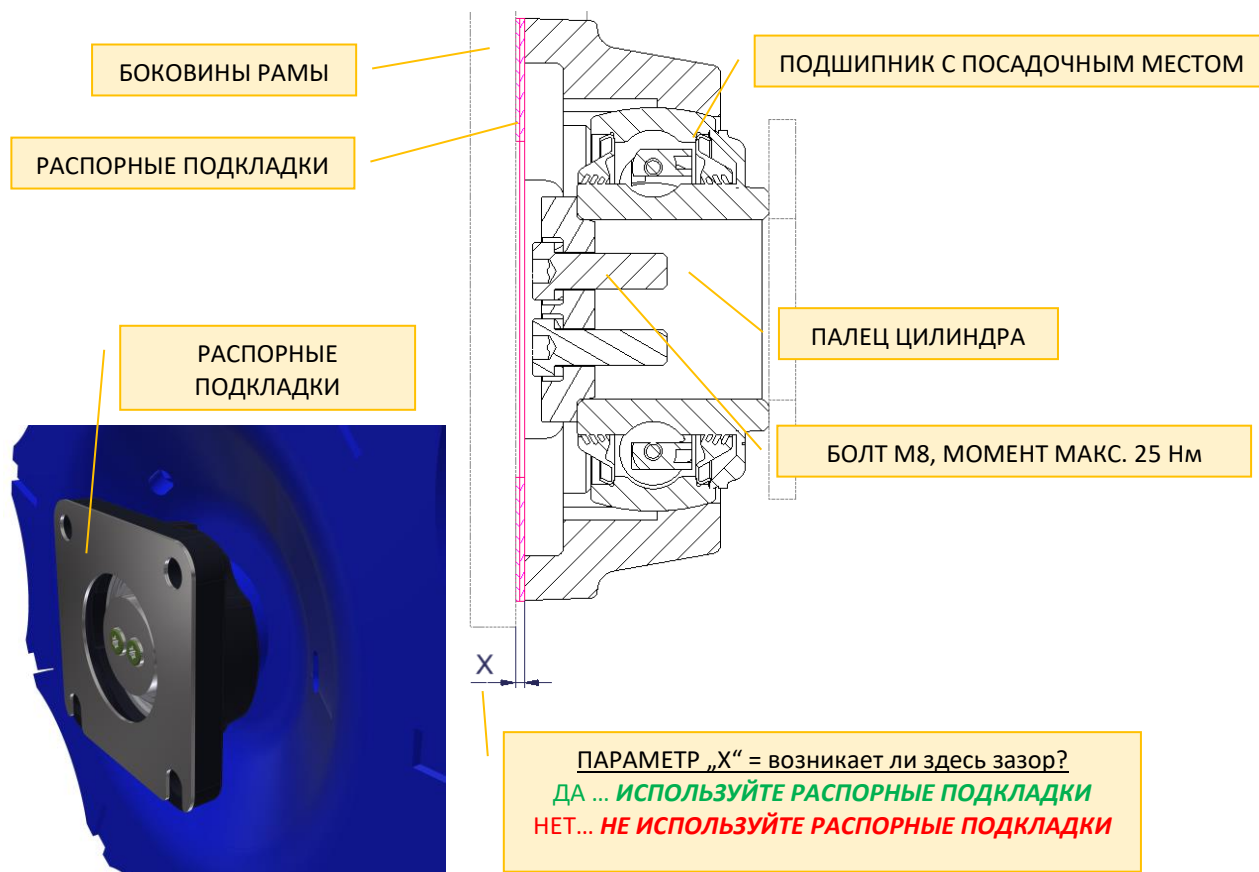 БОКОВИНЫ РАМЫ
ПОДШИПНИК С ПОСАДОЧНЫМ МЕСТОМ
РАСПОРНЫЕ ПОДКЛАДКИ
ПАЛЕЦ ЦИЛИНДРА
РАСПОРНЫЕ
ПОДКЛАДКИ
БОЛТ М8, МОМЕНТ МАКС. 25 Нм
X
ПАРАМЕТР „X“ = возникает ли здесь зазор?
ДА ... ИСПОЛЬЗУЙТЕ РАСПОРНЫЕ ПОДКЛАДКИ
НЕТ... НЕ ИСПОЛЬЗУЙТЕ РАСПОРНЫЕ ПОДКЛАДКИ